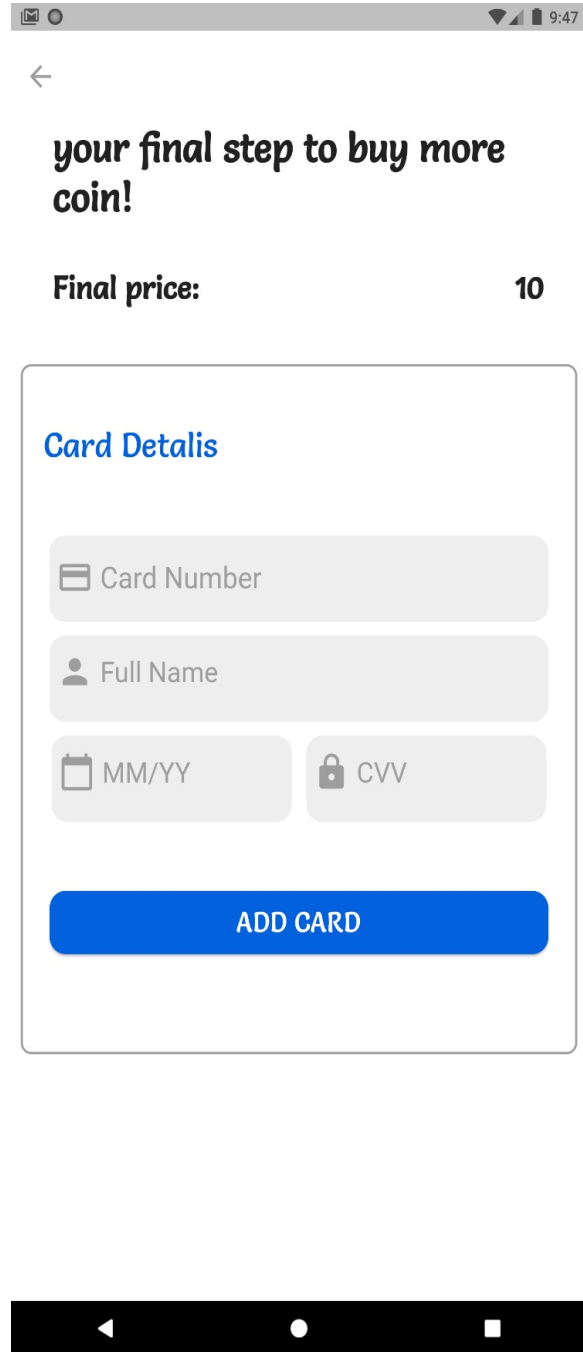 9:47
your final step to buy more
coin!
Final price: 10
Card Detalis
Card Number
Full Name
MM/YY CVV
ADD CARD